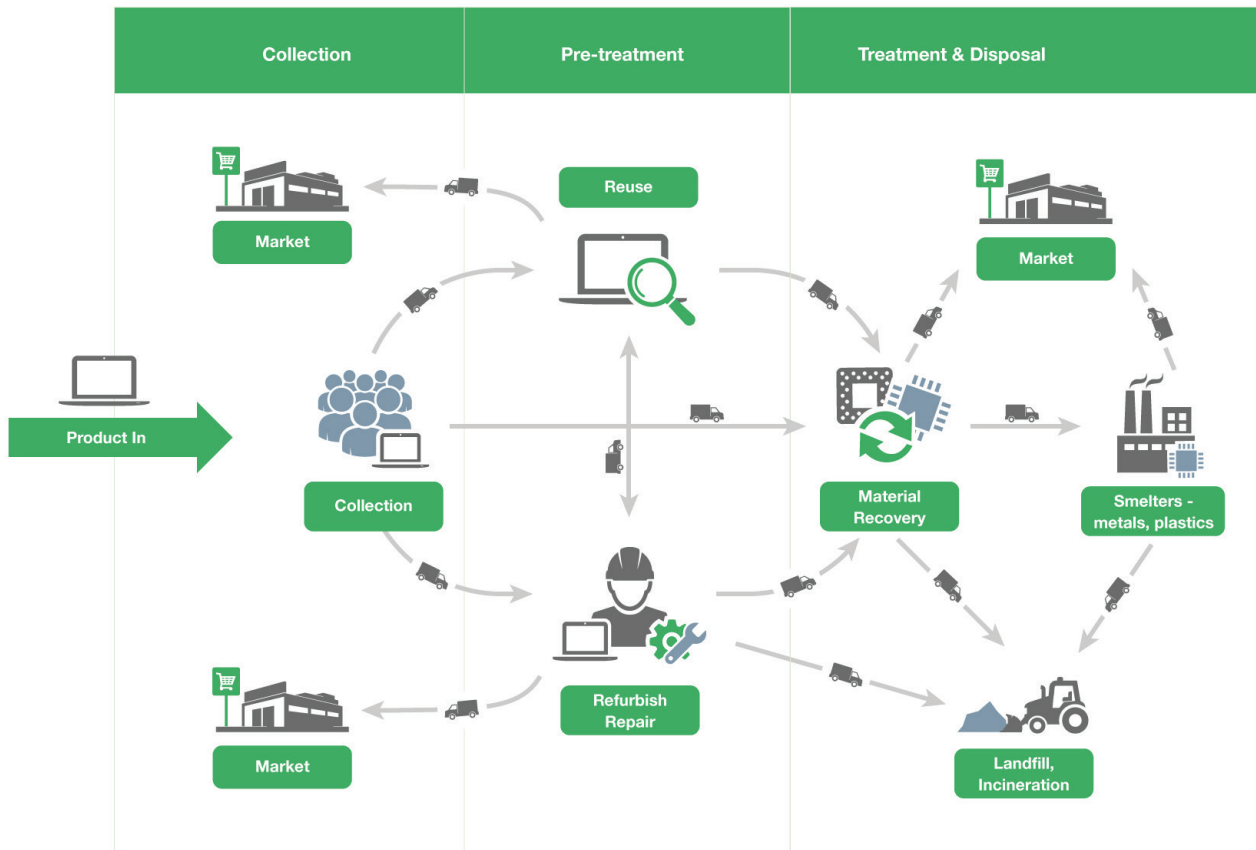 Collection
Pre-treatment
Treatment & Disposal
Reuse
Market
Market
Product In
Collection
Material
Recovery
Smelters -
metals, plastics
Refurbish
Repair
Market
Landfill,
Incineration